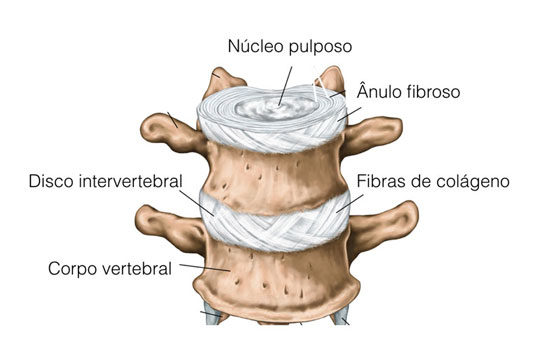 Núcleo pulposo
Ânulo fibroso
Disco intervertebral
Fibras de colágeno
Corpo vertebral